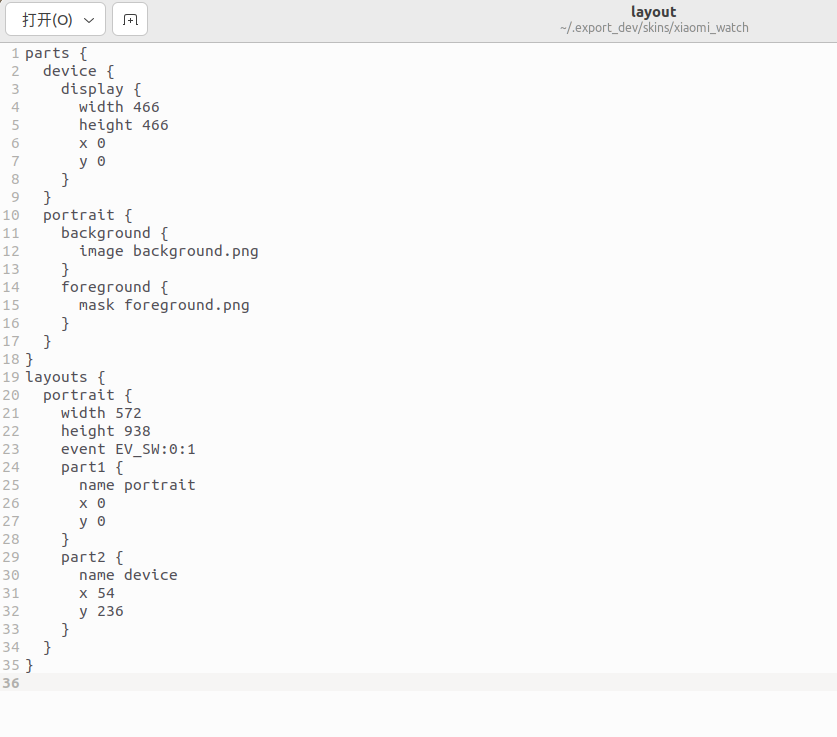 打开(O)
layout
~/.export_dev/skins/xiaomi_watch
1 parts {
2   device {
3     display {
4       width 466
5       height 466
6       x 0
7       y 0
8     }
9   }
10   portrait {
11     background {
12       image background.png
13     }
14     foreground {
15       mask foreground.png
16     }
17   }
18 }
19 layouts {
20   portrait {
21     width 572
22     height 938
23     event EV_SW:0:1
24     part1 {
25       name portrait
26       x 0
27       y 0
28     }
29     part2 {
30       name device
31       x 54
32       y 236
33     }
34   }
35 }
36